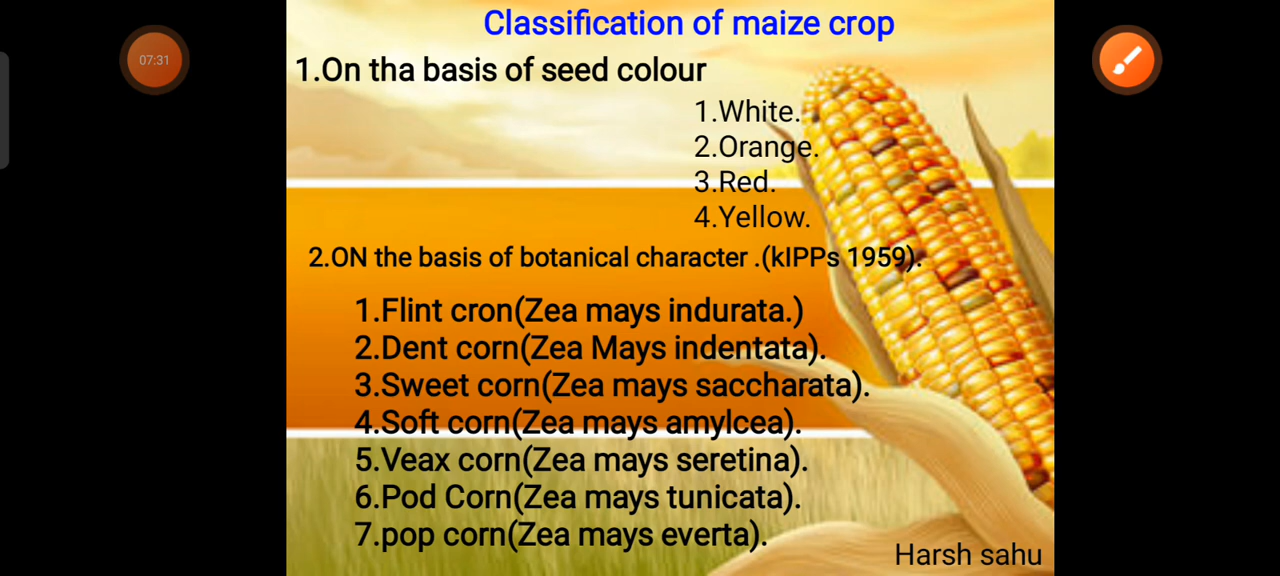 Classification of maize crop
07:31
1.On tha basis of seed colour
1.White.
2.Orange.
3.Red.
4.Yellow.
2.ON the basis of botanical character .(kIPPs 1959).
1.Flint cron(Zea mays indurata.)
2.Dent corn(Zea Mays indentata).
3.Sweet corn(Zea mays saccharata).
4.Soft corn(Zea mays amylcea).
5.Veax corn(Zea mays seretina).
6.Pod Corn(Zea mays tunicata).
7.pop corn(Zea mays everta).
Harsh sahu